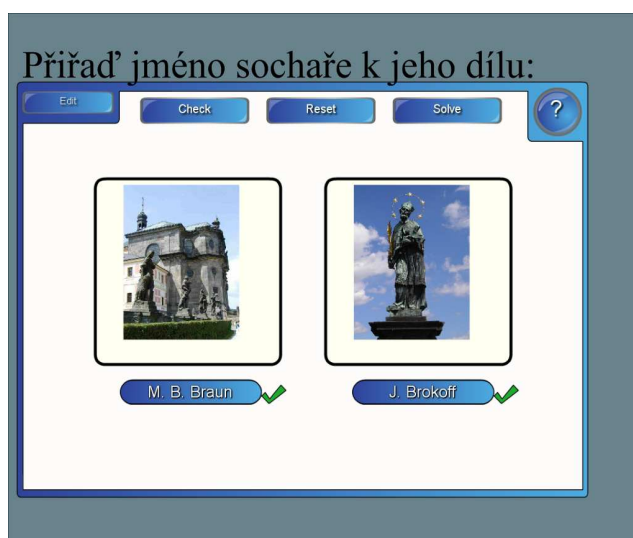 Přiřaď jméno sochaře k jeho dílu:
Edit
Check
Reset
Solve
?
M. B. Braun
J. Brokoff